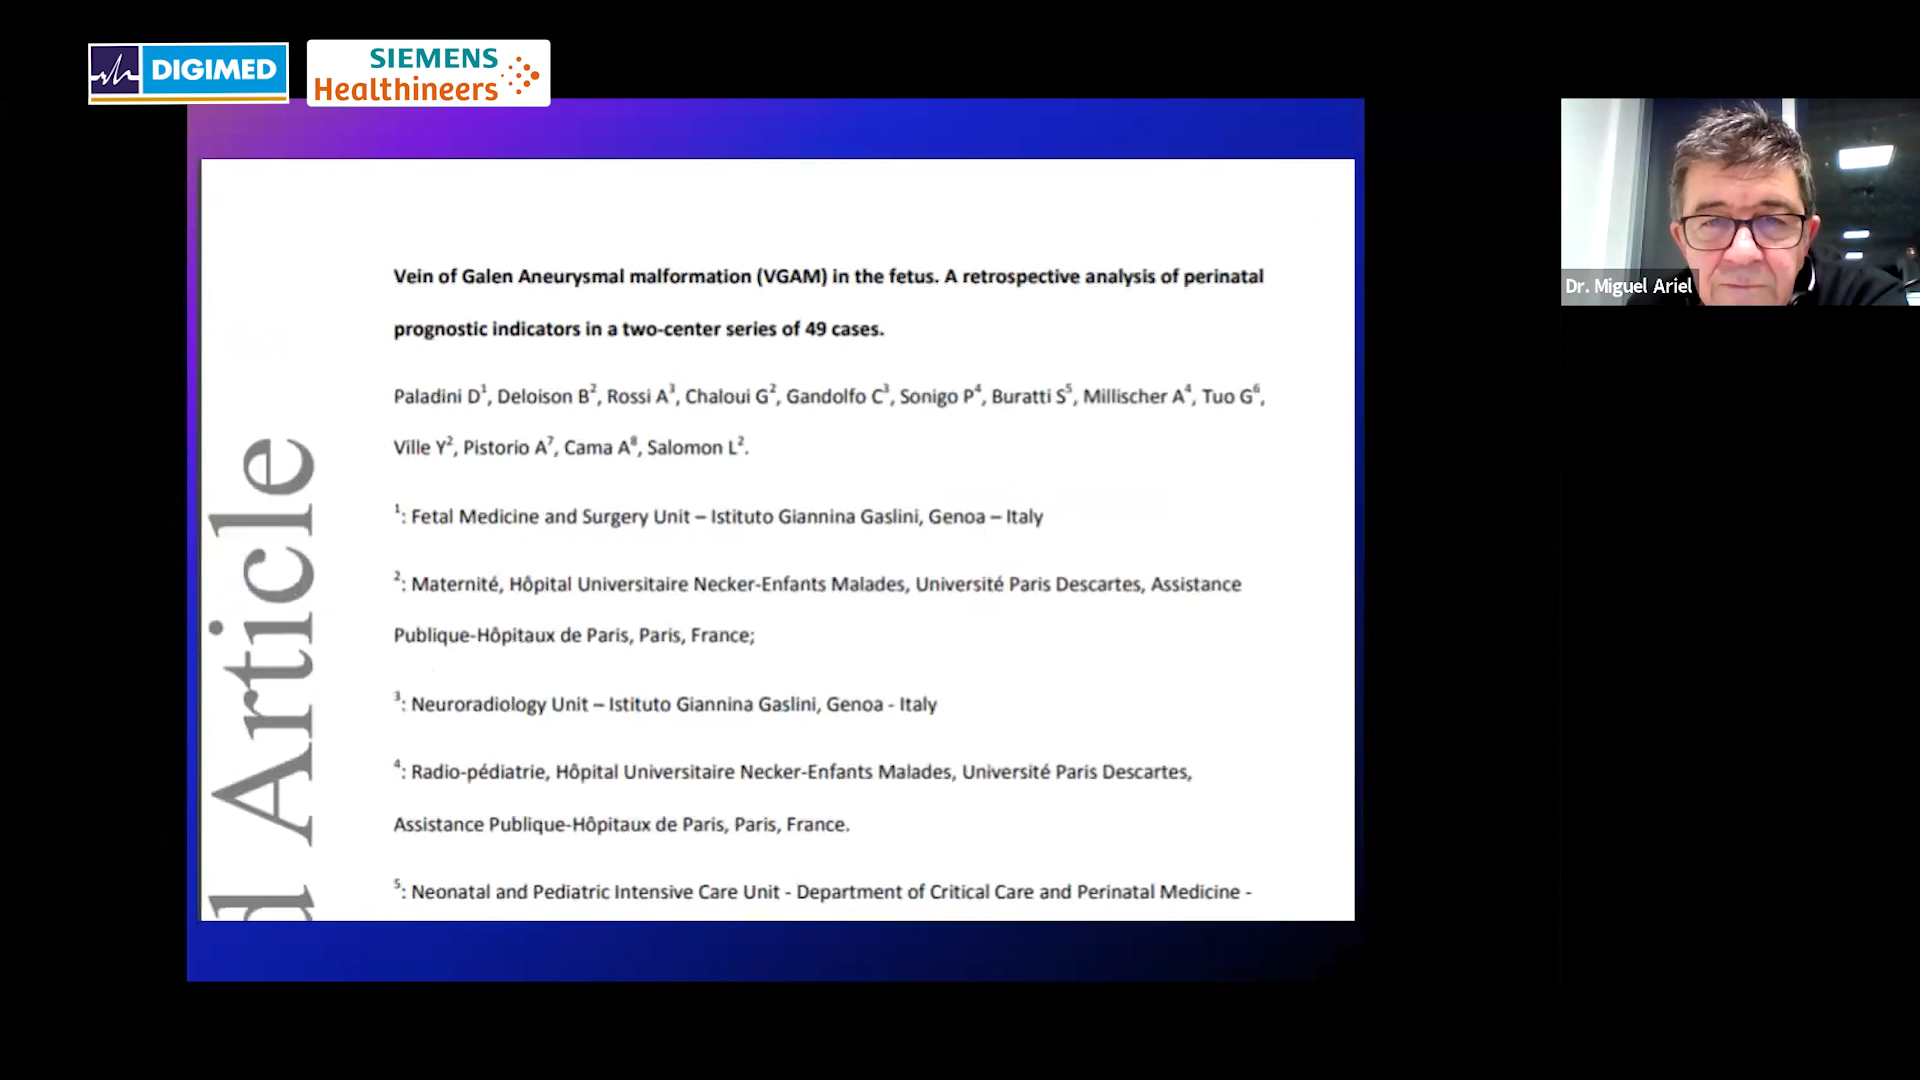 DIGIMED
SIEMENS
Healthineers
Vein of Galen Aneurysmal malformation (VGAM) in the fetus. A retrospective analysis of perinatal
prognostic indicators in a two-center series of 49 cases.
Paladini D¹, Deloison B², Rossi A³, Chaloui G², Gandolfo C³, Sonigo P⁴, Buratti S⁵, Millischer A⁴, Tuo G⁶,
Ville Y², Pistorio A⁷, Cama A⁸, Salomon L².
¹: Fetal Medicine and Surgery Unit – Istituto Giannina Gaslini, Genoa – Italy
²: Maternité, Hôpital Universitaire Necker-Enfants Malades, Université Paris Descartes, Assistance
Publique-Hôpitaux de Paris, Paris, France;
³: Neuroradiology Unit – Istituto Giannina Gaslini, Genoa - Italy
⁴: Radio-pédiatrie, Hôpital Universitaire Necker-Enfants Malades, Université Paris Descartes,
Assistance Publique-Hôpitaux de Paris, Paris, France.
⁵: Neonatal and Pediatric Intensive Care Unit - Department of Critical Care and Perinatal Medicine -
d Article
Dr. Miguel Ariel